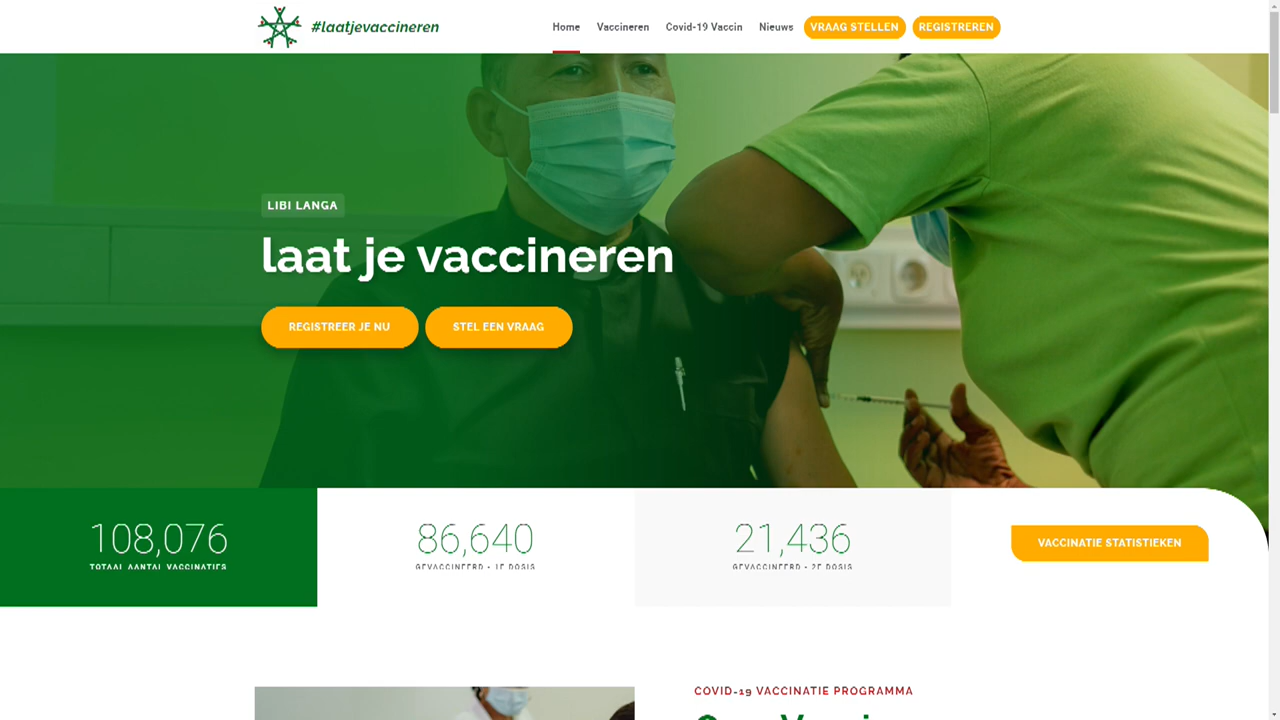 #laatjevaccineren
Home Vaccineren Covid-19 Vaccin Nieuws VRAAG STELLEN REGISTREREN
LIBI LANGA
laat je vaccineren
REGISTREER JE NU STEL EEN VRAAG
108,076 86,640 21,436
TOTAAL AANTAL VACCINATIES GEVACCINEERD - 1E DOSIS GEVACCINEERD - 2E DOSIS
VACCINATIE STATISTIEKEN
COVID-19 VACCINATIE PROGRAMMA